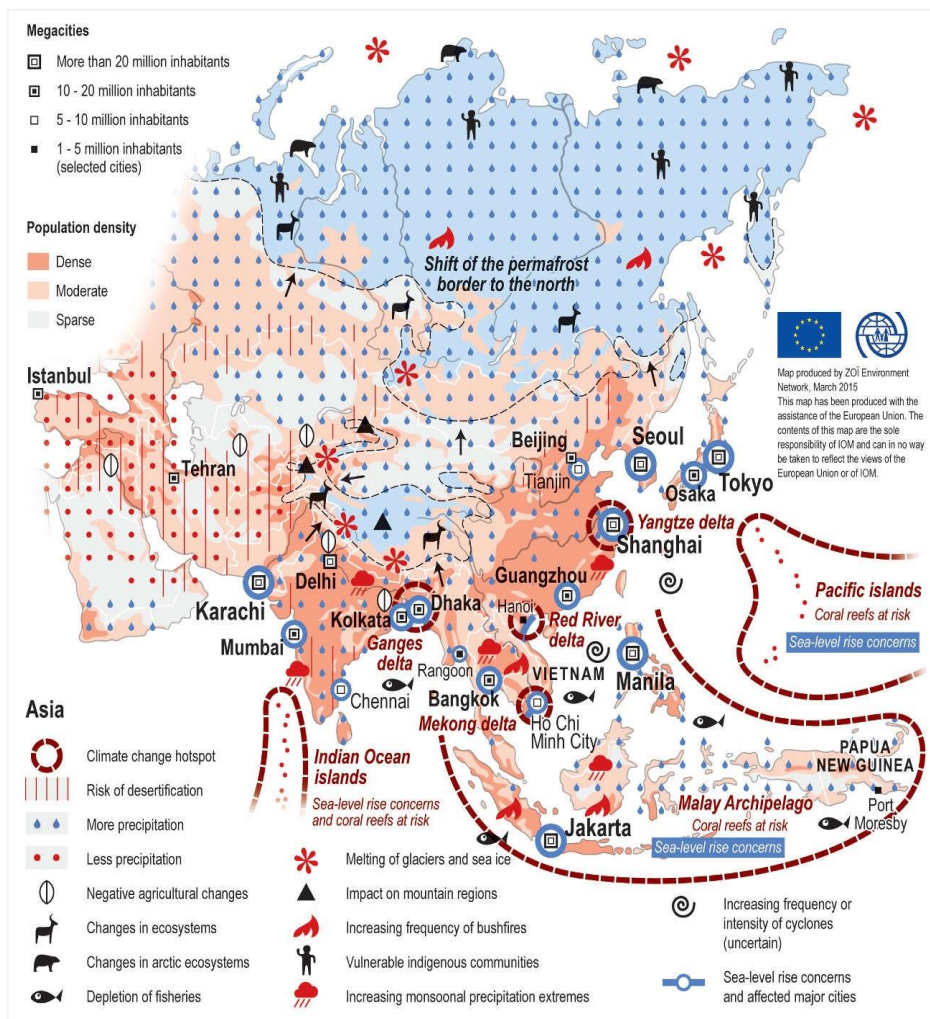 Megacities
More than 20 million inhabitants
10 - 20 million inhabitants
5 - 10 million inhabitants
1 - 5 million inhabitants
(selected cities)
Population density
Dense
Moderate
Sparse
Shift of the permafrost
border to the north
Map produced by ZOÏ Environment
Network, March 2015
This map has been produced with the
assistance of the European Union. The
contents of this map are the sole
responsibility of IOM and can in no way
be taken to reflect the views of the
European Union or of IOM.
Istanbul
Tehran
Beijing
Tianjin
Seoul
Osaka
Tokyo
Yangtze delta
Shanghai
Delhi
Karachi
Mumbai
Kolkata
Dhaka
Ganges
delta
Guangzhou
Hanoi
Red River
delta
Rangoon
VIETNAM
Manila
Chennai
Bangkok
Mekong delta
Ho Chi
Minh City
Pacific islands
Coral reefs at risk
Sea-level rise concerns
Indian Ocean
islands
Sea-level rise concerns
and coral reefs at risk
PAPUA
NEW GUINEA
Malay Archipelago
Coral reefs at risk
Sea-level rise concerns
Port
Moresby
Jakarta
Asia
Climate change hotspot
Risk of desertification
More precipitation
Less precipitation
Negative agricultural changes
Changes in ecosystems
Changes in arctic ecosystems
Depletion of fisheries
Melting of glaciers and sea ice
Impact on mountain regions
Increasing frequency of bushfires
Vulnerable indigenous communities
Increasing monsoonal precipitation extremes
Increasing frequency or
intensity of cyclones
(uncertain)
Sea-level rise concerns
and affected major cities